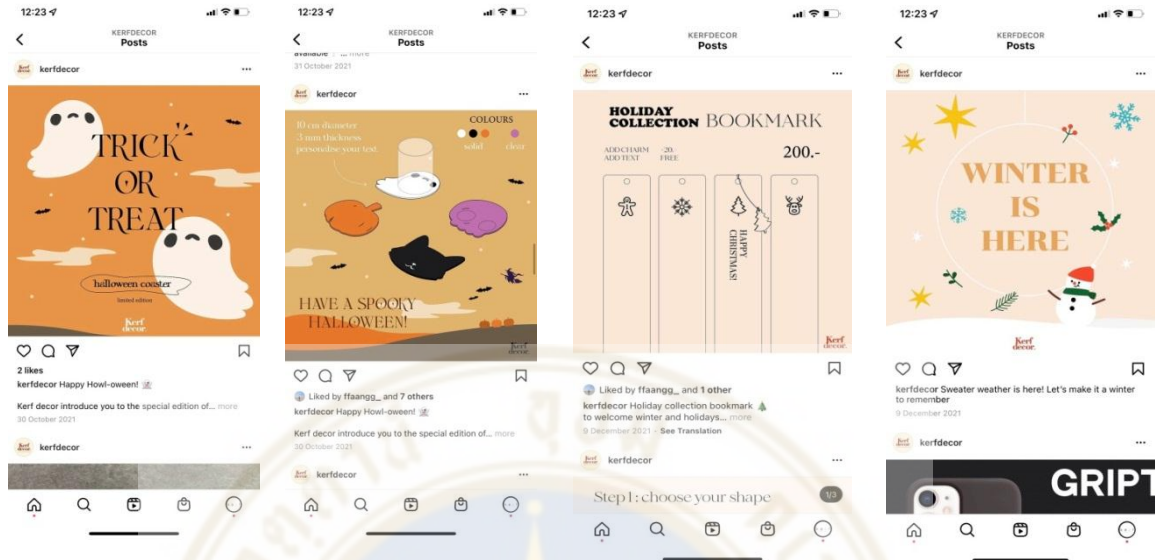 12:23
KERFDECOR
Posts
kerfdecor
TRICK
OR
TREAT
halloween coaster
limited edition
Kerf
decor.
2 likes
kerfdecor Happy Howl-oween! 👻
Kerf decor introduce you to the special edition of... more
30 October 2021
kerfdecor
12:23
KERFDECOR
Posts
available ... more
31 October 2021
kerfdecor
10 cm diameter
3 mm thickness
personalise your text
COLOURS
solid clear
HAVE A SPOOKY
HALLOWEEN!
Kerf
decor.
Liked by ffaangg_ and 7 others
kerfdecor Happy Howl-oween! 👻
Kerf decor introduce you to the special edition of... more
30 October 2021
kerfdecor
12:23
KERFDECOR
Posts
kerfdecor
HOLIDAY
COLLECTION BOOKMARK
ADD CHARM -20.-
ADD TEXT FREE
200.-
HAPPY
CHRISTMAS!
Kerf
decor.
Liked by ffaangg_ and 1 other
kerfdecor Holiday collection bookmark 🎄
to welcome winter and holidays... more
9 December 2021 · See Translation
kerfdecor
Step 1 : choose your shape
1/3
12:23
KERFDECOR
Posts
kerfdecor
WINTER
IS
HERE
Kerf
decor.
kerfdecor Sweater weather is here! Let's make it a winter
to remember
9 December 2021
kerfdecor
GRIPT